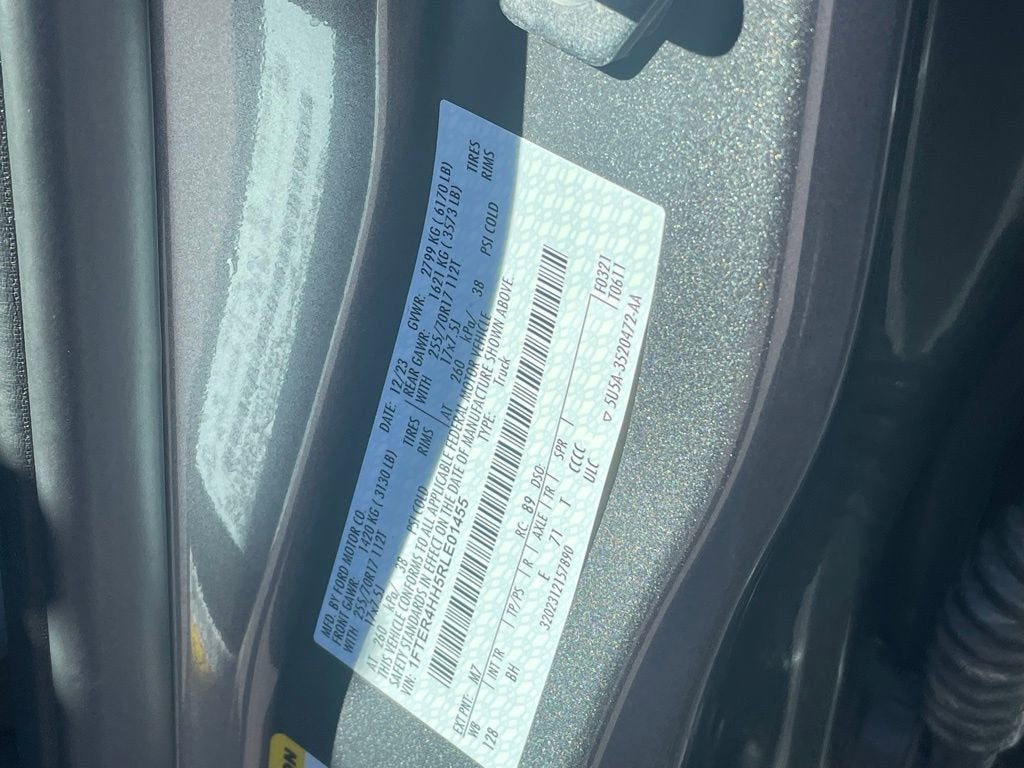 MFD. BY FORD MOTOR CO. DATE: 12/23 GVWR: 2799 KG ( 6170 LB)
FRONT GAWR: 1420 KG ( 3130 LB) REAR GAWR: 1621 KG ( 3573 LB)
WITH 255/70R17 112T TIRES WITH 255/70R17 112T TIRES
17x7.5J RIMS 17x7.5J RIMS
AT 260 kPa/ 38 PSI COLD AT 260 kPa/ 38 PSI COLD
THIS VEHICLE CONFORMS TO ALL APPLICABLE FEDERAL MOTOR VEHICLE
SAFETY STANDARDS IN EFFECT ON THE DATE OF MANUFACTURE SHOWN ABOVE.
VIN: 1FTER4HH5RLE01455 TYPE: Truck
EXT PNT: M7 RC: 89 DSO: F0321
WB INT TR TP/PS R AXLE TR SPR T0611
128 BH E 71 T CCCC
3202312157890 UIC 5U5A-3520472-AA
ON